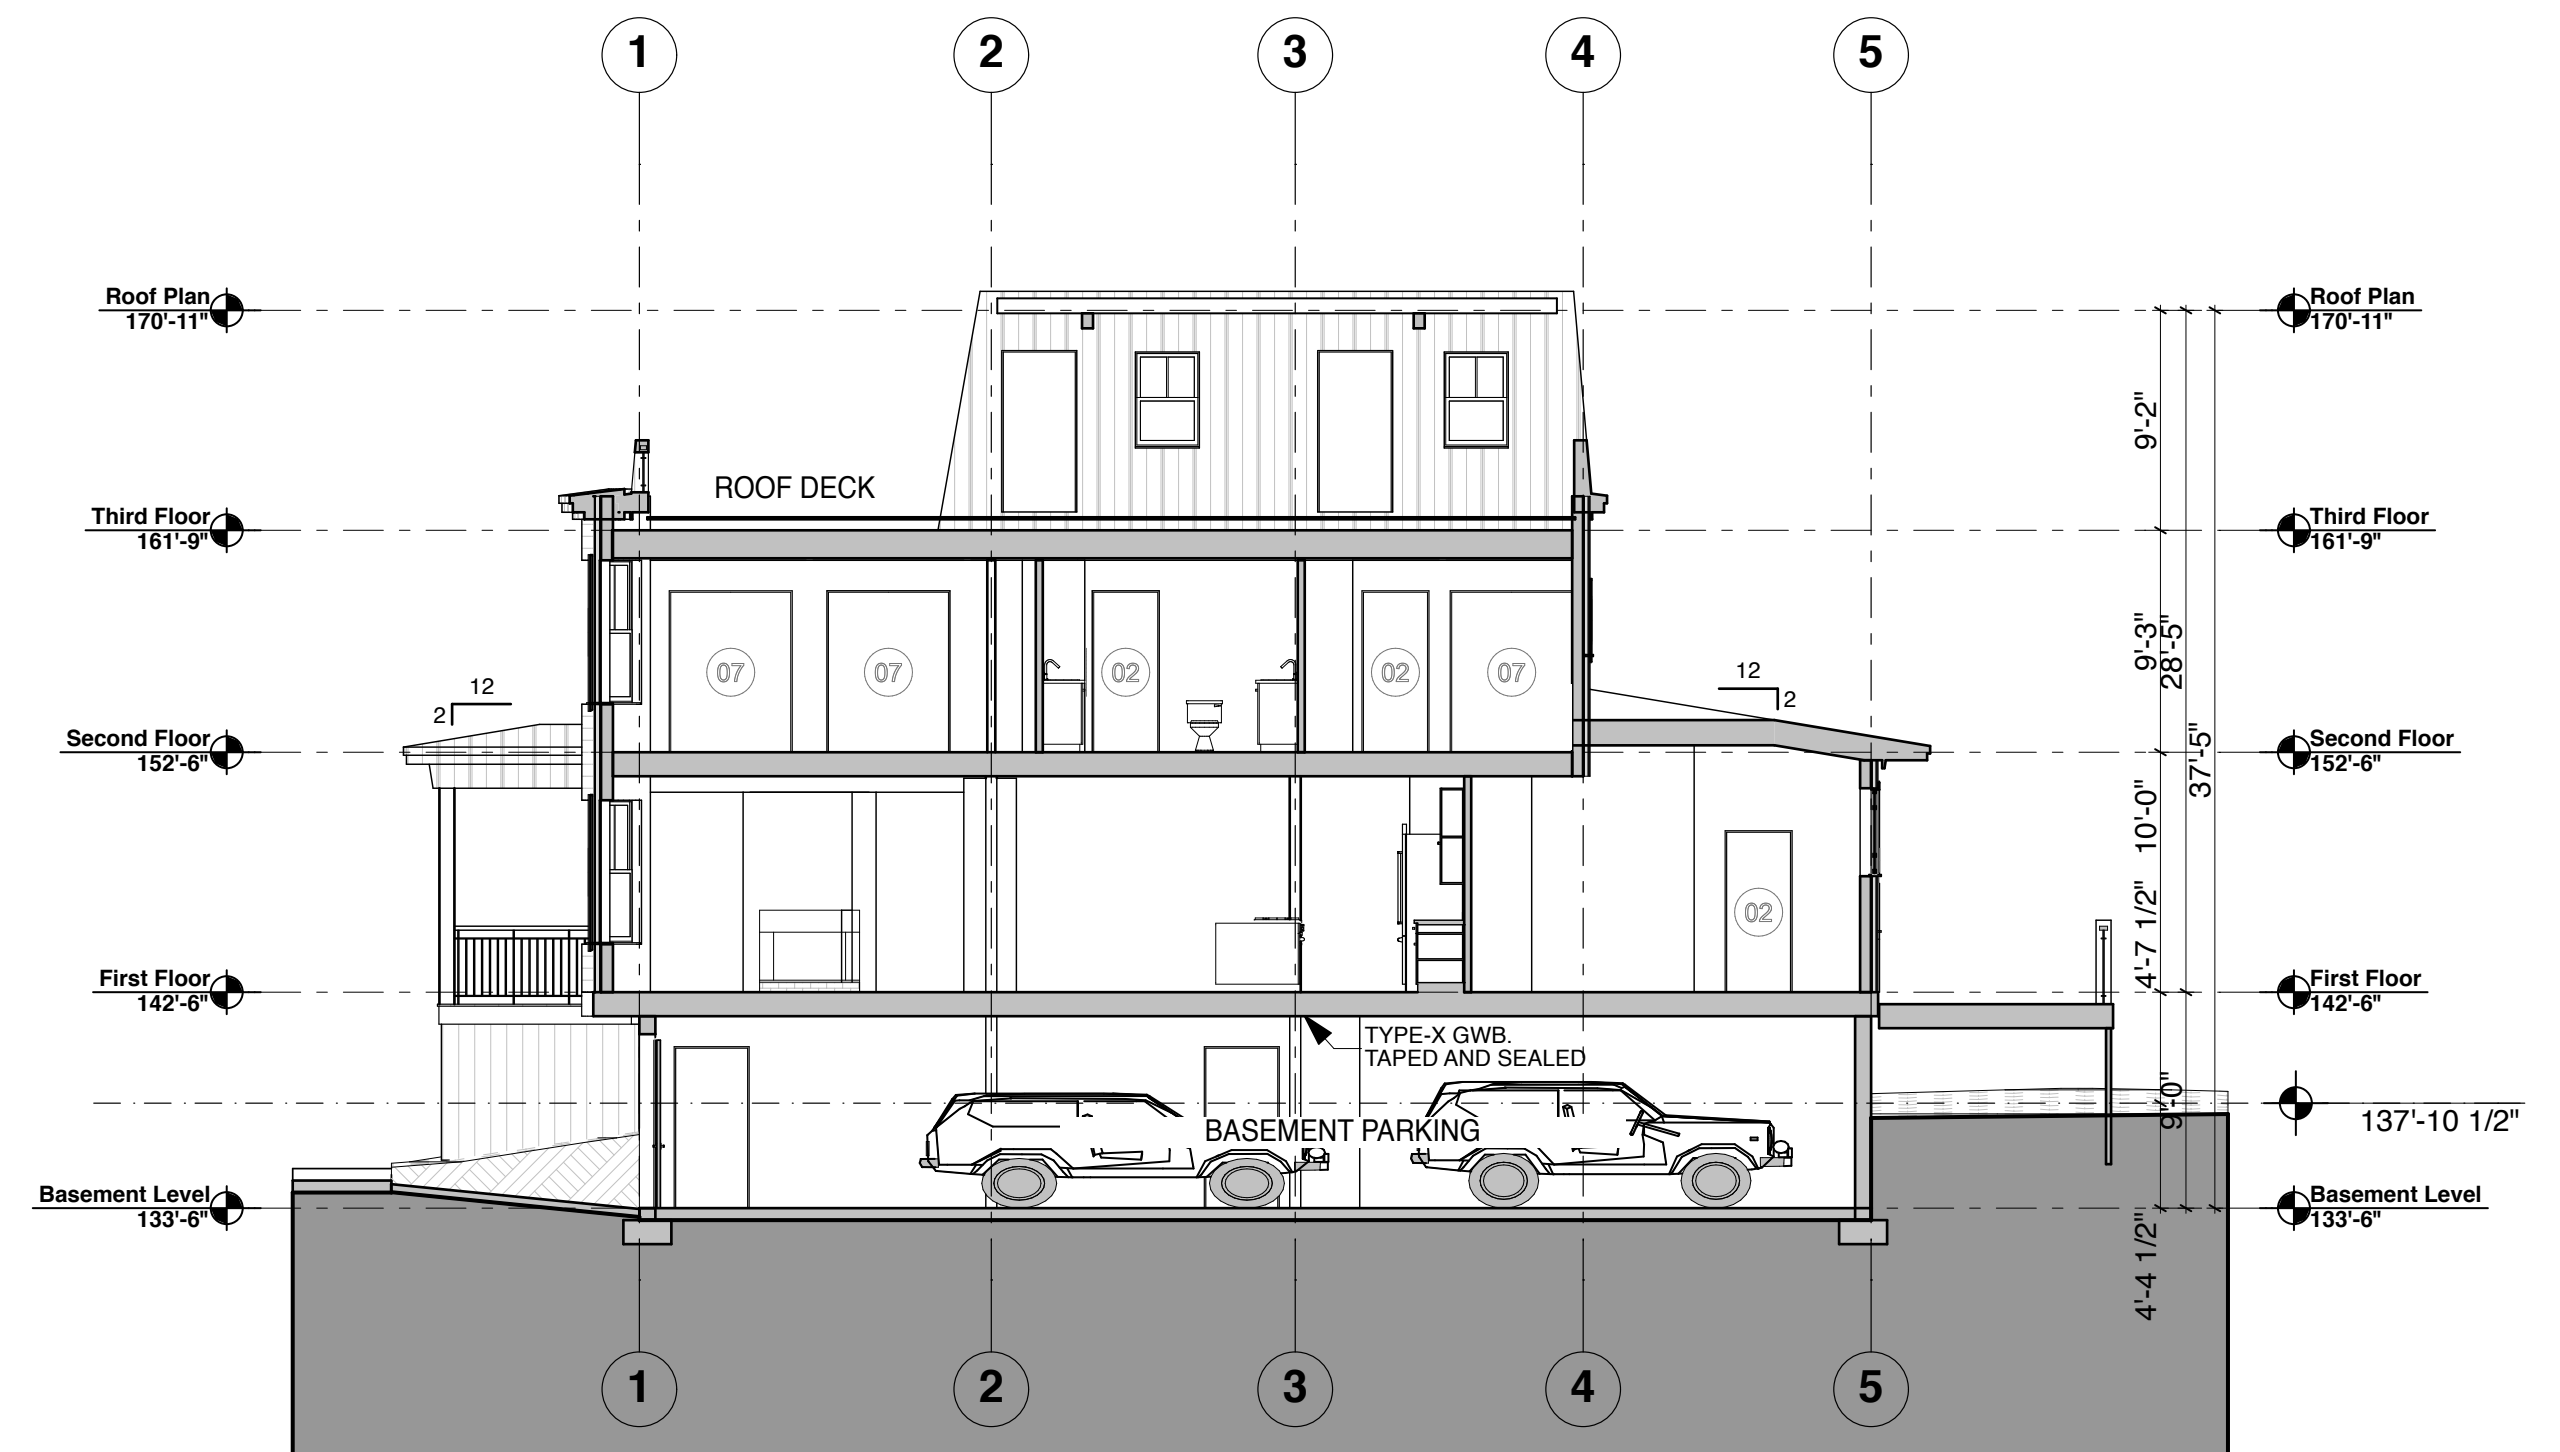 1 2 3 4 5
Roof Plan
170'-11"
Roof Plan
170'-11"
9'-2"
ROOF DECK
Third Floor
161'-9"
Third Floor
161'-9"
07 07 02 02 07
9'-3"
28'-5"
12
2
12
2
Second Floor
152'-6"
Second Floor
152'-6"
37'-5"
10'-0"
02
4'-7 1/2"
First Floor
142'-6"
First Floor
142'-6"
TYPE-X GWB.
TAPED AND SEALED
9'-0"
137'-10 1/2"
BASEMENT PARKING
Basement Level
133'-6"
Basement Level
133'-6"
4'-4 1/2"
1 2 3 4 5